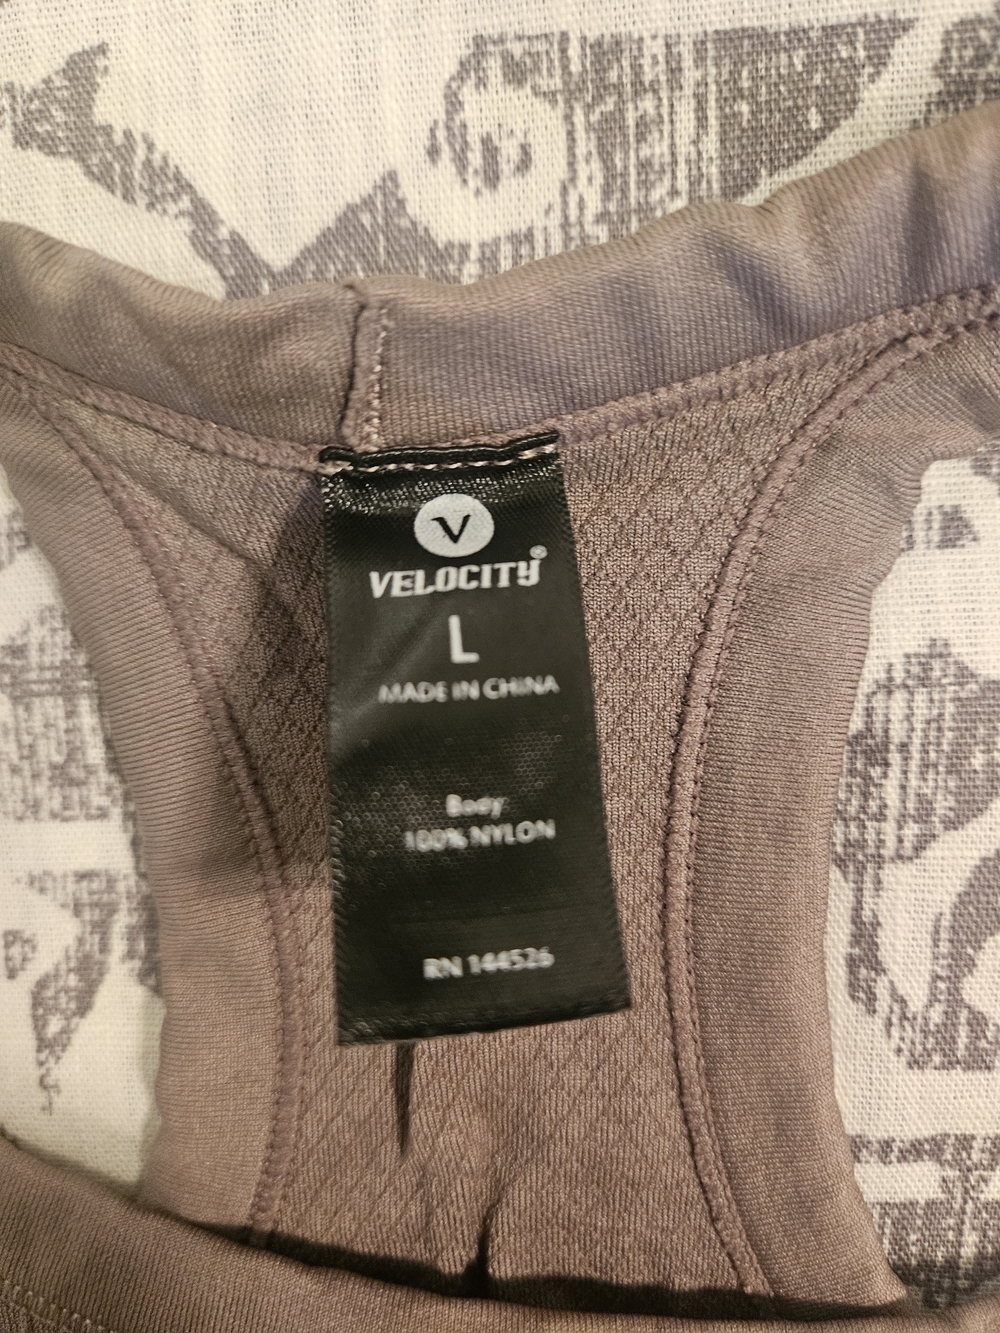 V
VELOCITY®
L
MADE IN CHINA
Body
100% NYLON
RN 144526